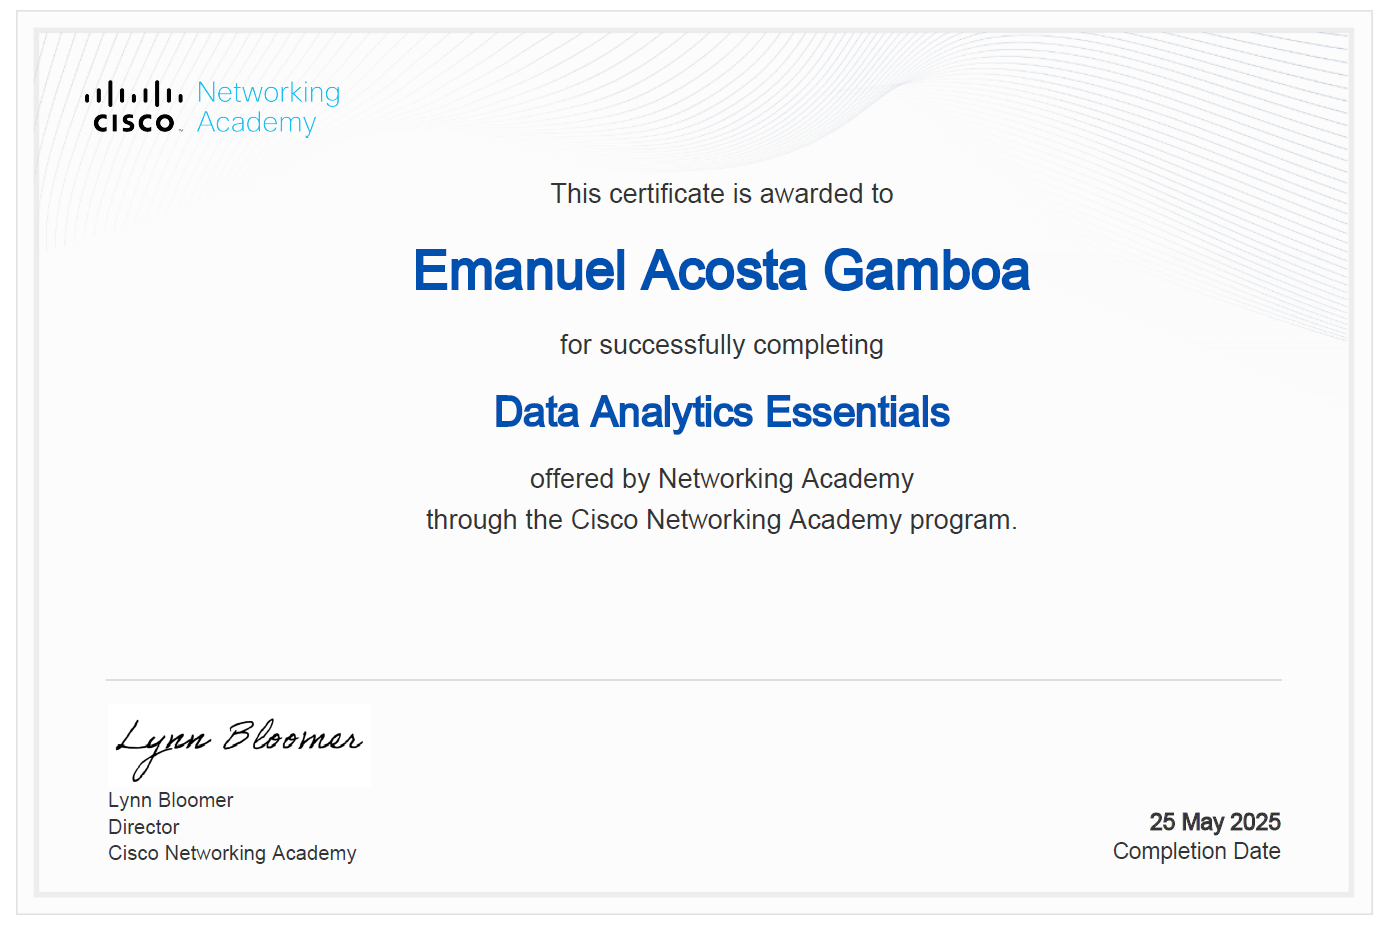 CISCO
Networking
Academy
This certificate is awarded to
Emanuel Acosta Gamboa
for successfully completing
Data Analytics Essentials
offered by Networking Academy
through the Cisco Networking Academy program.
Lynn Bloomer
Lynn Bloomer
Director
Cisco Networking Academy
25 May 2025
Completion Date